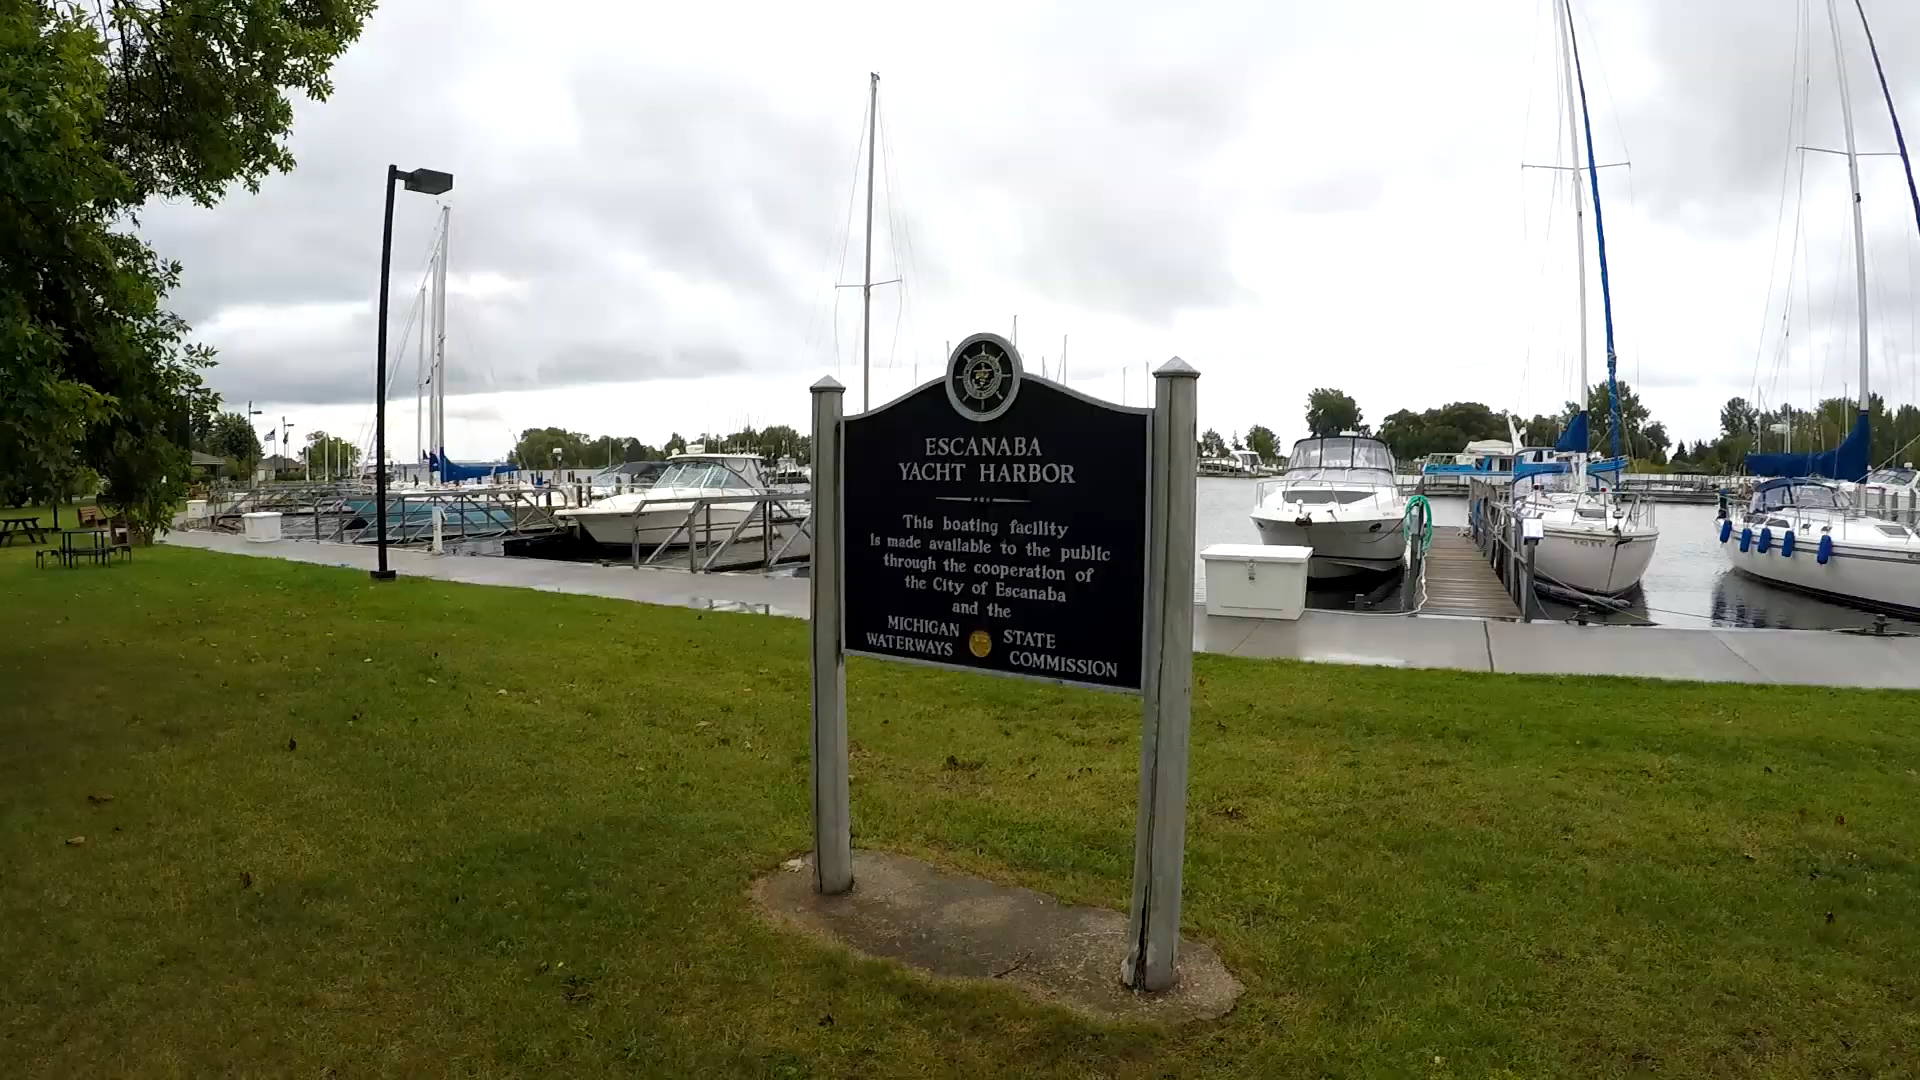 ESCANABA
YACHT HARBOR
This boating facility
is made available to the public
through the cooperation of
the City of Escanaba
and the
MICHIGAN STATE
WATERWAYS COMMISSION